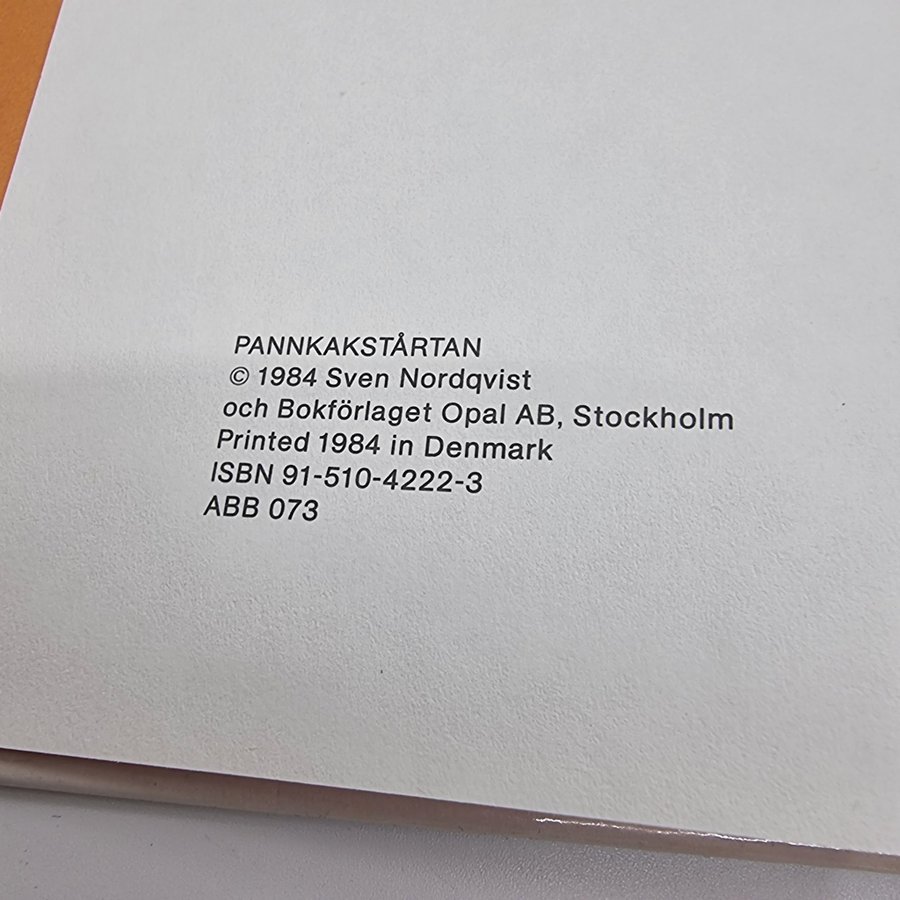 PANNKAKSTÅRTAN
© 1984 Sven Nordqvist
och Bokförlaget Opal AB, Stockholm
Printed 1984 in Denmark
ISBN 91-510-4222-3
ABB 073